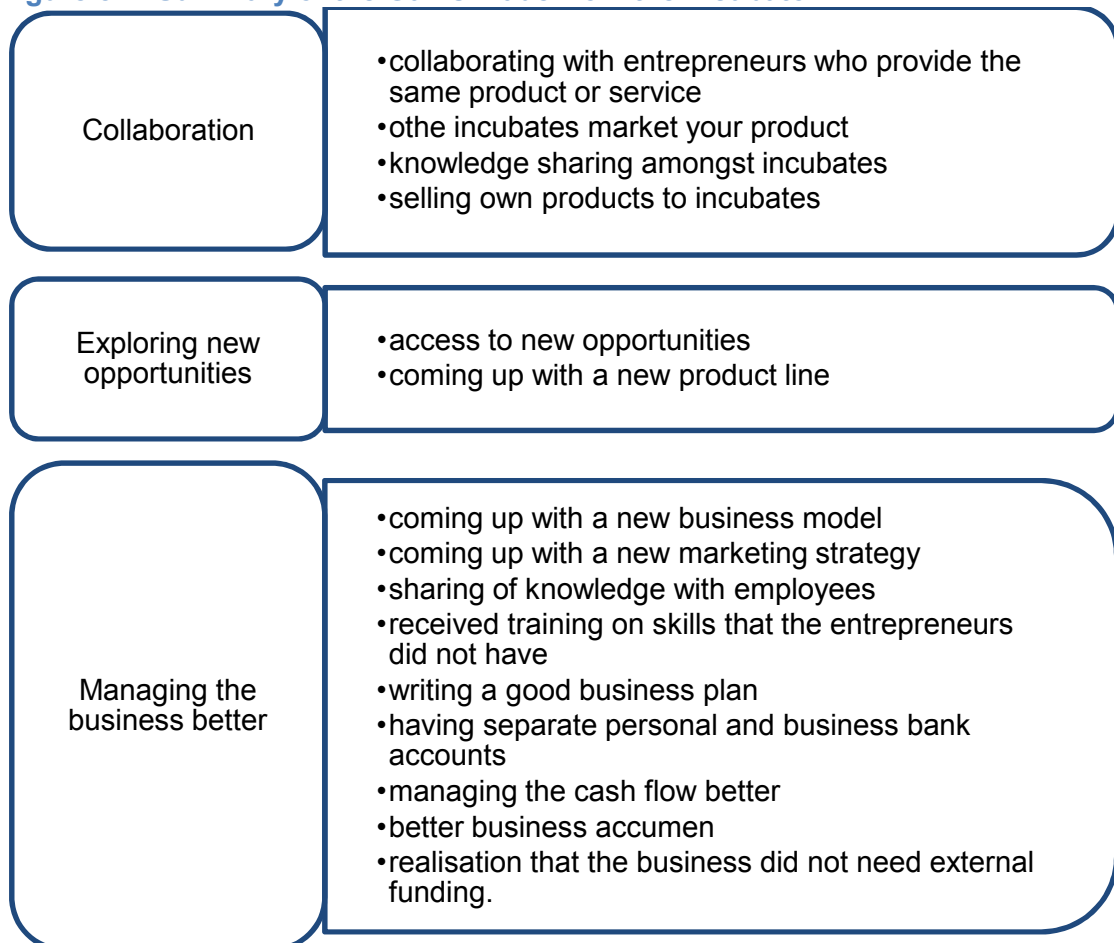 Collaboration
•collaborating with entrepreneurs who provide the
same product or service
•othe incubates market your product
•knowledge sharing amongst incubates
•selling own products to incubates
Exploring new
opportunities
•access to new opportunities
•coming up with a new product line
Managing the
business better
•coming up with a new business model
•coming up with a new marketing strategy
•sharing of knowledge with employees
•received training on skills that the entrepreneurs
did not have
•writing a good business plan
•having separate personal and business bank
accounts
•managing the cash flow better
•better business accumen
•realisation that the business did not need external
funding.